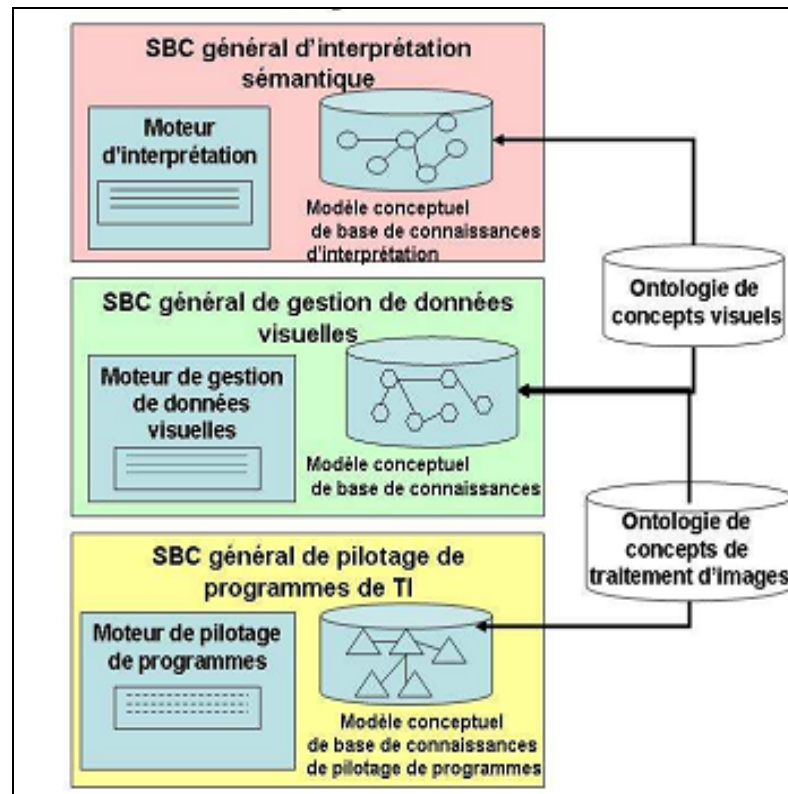 SBC général d'interprétation
sémantique
Moteur
d'interprétation
Modèle conceptuel
de base de connaissances
d'interprétation
SBC général de gestion de données
visuelles
Moteur de gestion
de données
visuelles
Modèle conceptuel
de base de connaissances
SBC général de pilotage de
programmes de TI
Moteur de pilotage
de programmes
Modèle conceptuel
de base de connaissances
de pilotage de programmes
Ontologie de
concepts visuels
Ontologie de
concepts de
traitement d'images